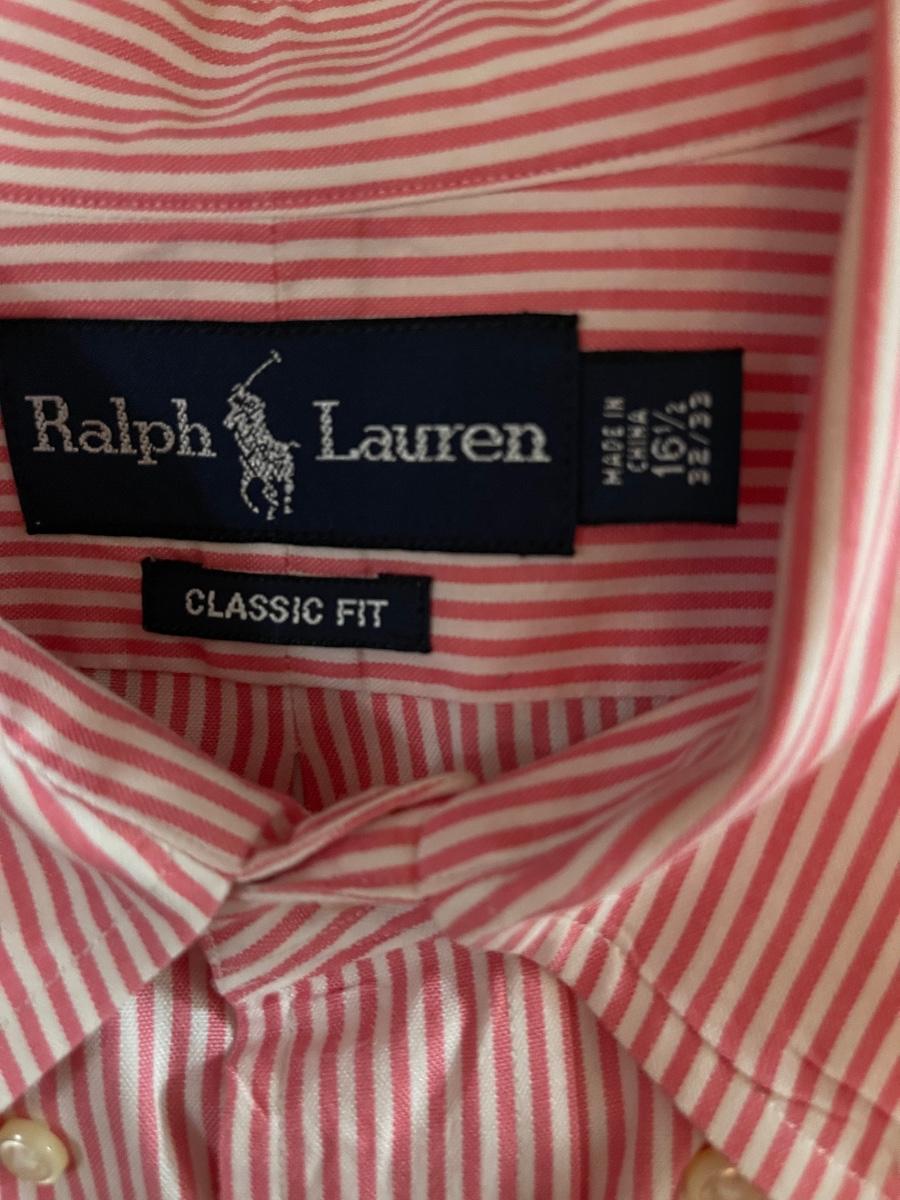 Ralph Lauren
MADE IN
CHINA
16½
32/33
CLASSIC FIT